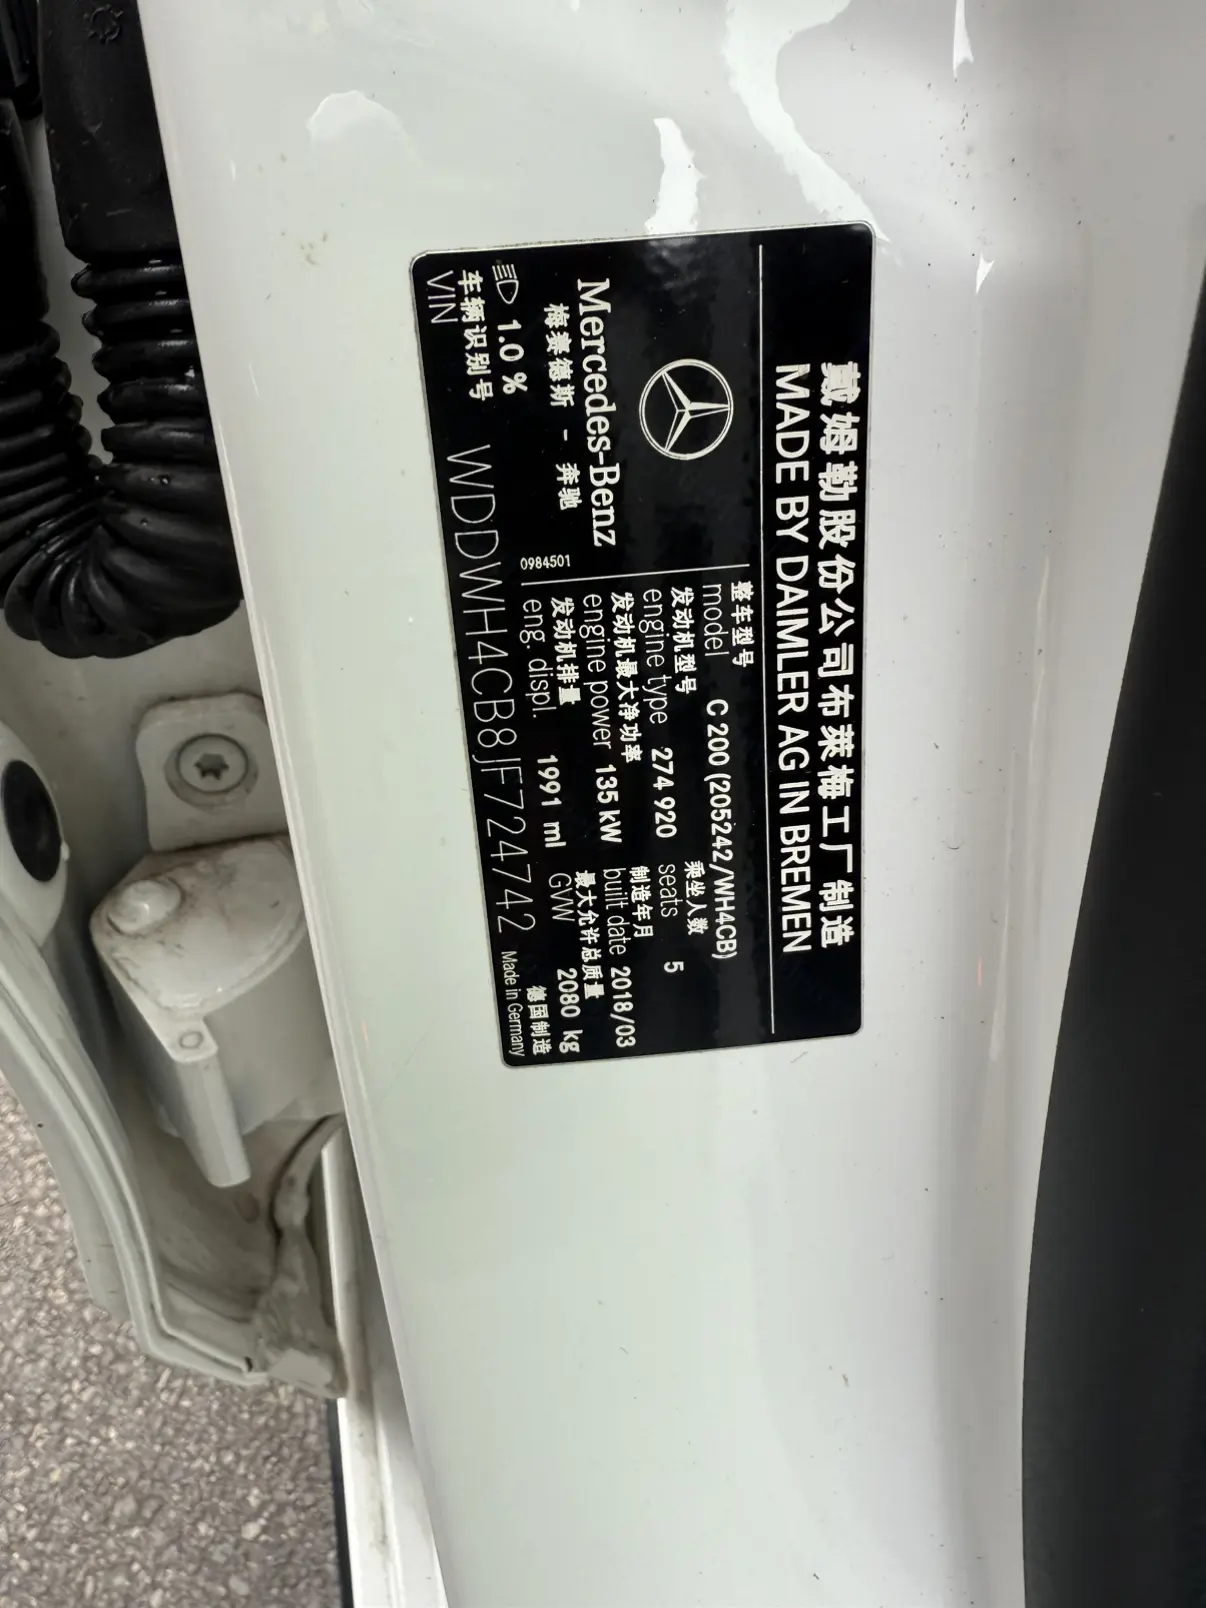 戴姆勒股份公司布莱梅工厂制造
MADE BY DAIMLER AG IN BREMEN
Mercedes-Benz
梅赛德斯 - 奔驰
1.0 %
0984501
整车型号
model C 200 (205242/WH4CB)
发动机型号
engine type 274 920
乘坐人数
seats 5
发动机最大净功率
engine power 135 kW
制造年月
built date 2018/03
发动机排量
eng. displ. 1991 ml
最大允许总质量
GVW 2080 kg
车辆识别号
VIN WDDWH4CB8JF724742
德国制造
Made in Germany